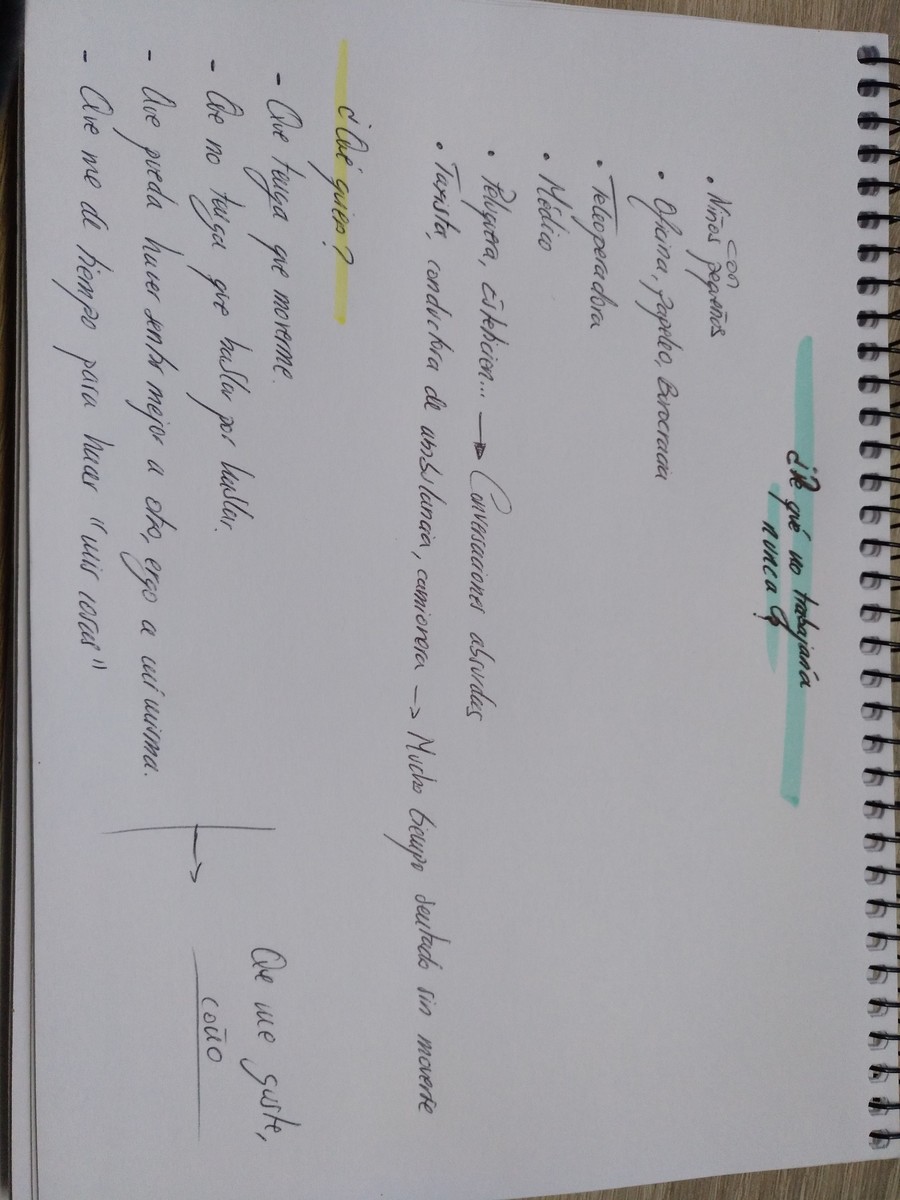 ¿De qué no trabajaría
nunca?
• Niños pequeños
con
• Oficina, papeleo, Burocracia
• Teleoperadora
• Médico
• Peluquera, esteticien... → Conversaciones absurdas
• Taxista, conductora de ambulancia, camionera → Mucho tiempo sentado sin moverte
¿Qué quiero?
- Que tenga que moverme.
- Que no tenga que hablar por hablar.
- Que pueda hacer sentir mejor a otro, ergo a mí misma.
- Que me de tiempo para hacer "mis cosas"
→ Que me guste,
coño